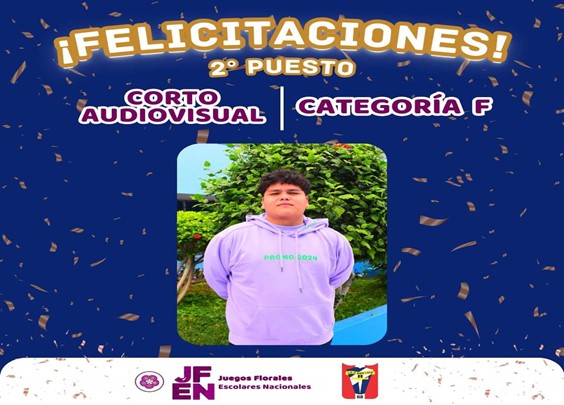 ¡FELICITACIONES!
2° PUESTO
CORTO
AUDIOVISUAL
CATEGORÍA F
PROMO 2024
JF
EN
Juegos Florales
Escolares Nacionales